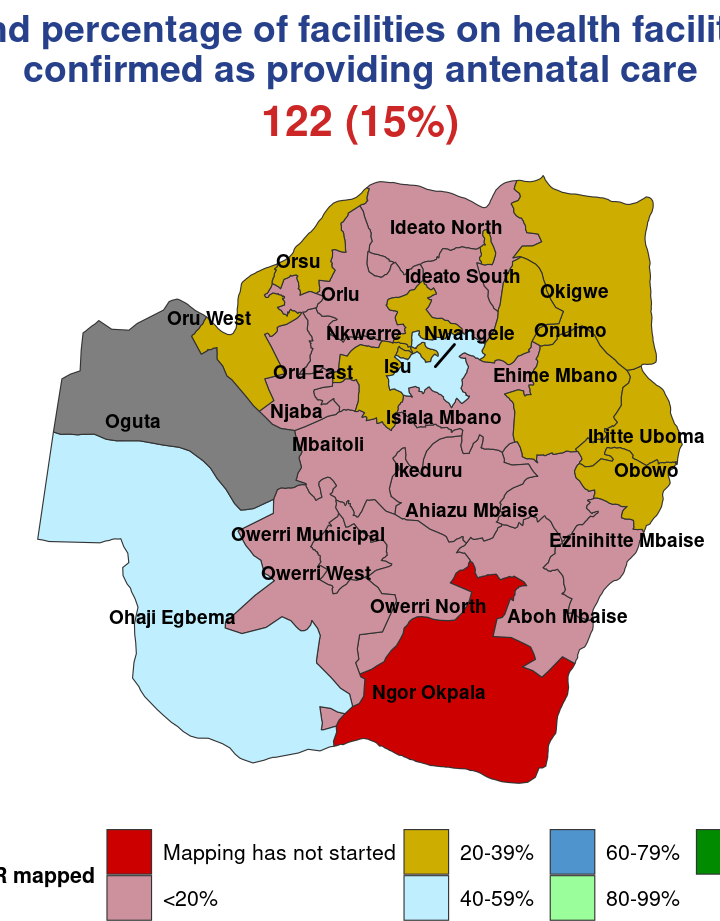 nd percentage of facilities on health facilit
confirmed as providing antenatal care
122 (15%)
Ideato North
Orsu
Ideato South
Orlu
Okigwe
Oru West
Nkwerre
Nwangele
Onuimo
Isu
Oru East
Ehime Mbano
Njaba
Oguta
Isiala Mbano
Ihitte Uboma
Mbaitoli
Ikeduru
Obowo
Ahiazu Mbaise
Owerri Municipal
Ezinihitte Mbaise
Owerri West
Owerri North
Ohaji Egbema
Aboh Mbaise
Ngor Okpala
R mapped
Mapping has not started
<20%
20-39%
40-59%
60-79%
80-99%